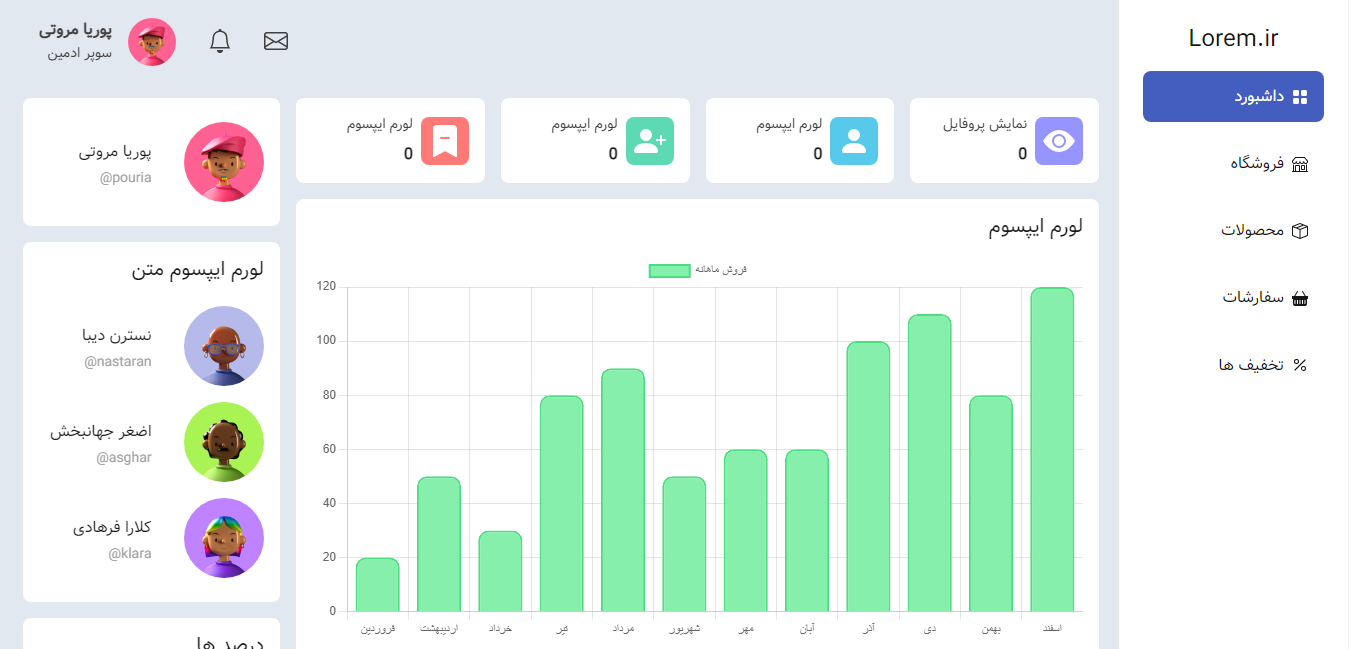 Lorem.ir
داشبورد
فروشگاه
محصولات
سفارشات
تخفیف ها
پوریا مروتی
سوپر ادمین
نمایش پروفایل
0
لورم ایپسوم
0
لورم ایپسوم
0
لورم ایپسوم
0
لورم ایپسوم
فروش ماهانه
120
100
80
60
40
20
0
فروردین
اردیبهشت
خرداد
تیر
مرداد
شهریور
مهر
آبان
آذر
دی
بهمن
اسفند
پوریا مروتی
@pouria
لورم ایپسوم متن
نسترن دیبا
@nastaran
اضغر جهانبخش
@asghar
کلارا فرهادی
@klara
درصد ها